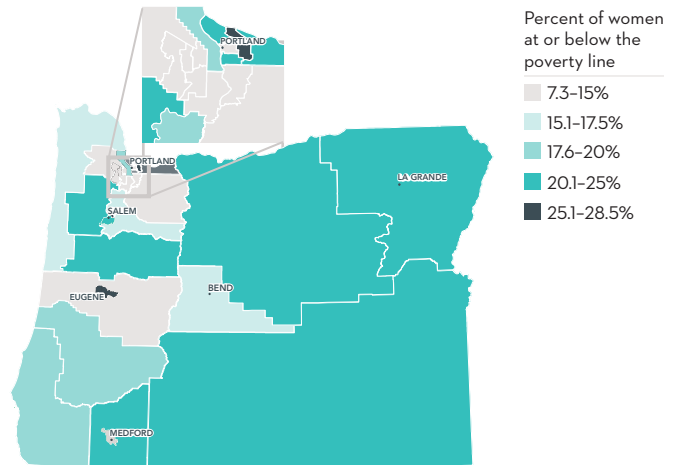 Percent of women
at or below the
poverty line
7.3–15%
15.1–17.5%
17.6–20%
20.1–25%
25.1–28.5%
PORTLAND
PORTLAND
LA GRANDE
SALEM
BEND
EUGENE
MEDFORD